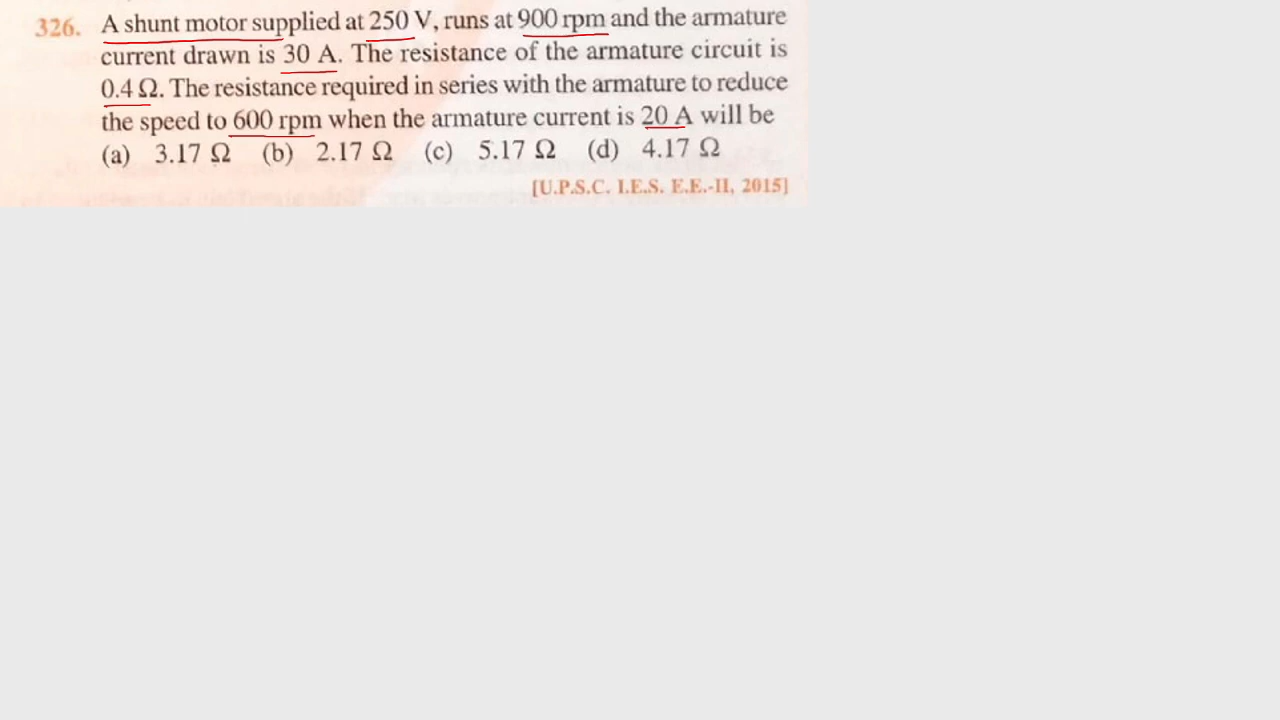 326. A shunt motor supplied at 250 V, runs at 900 rpm and the armature
current drawn is 30 A. The resistance of the armature circuit is
0.4 Ω. The resistance required in series with the armature to reduce
the speed to 600 rpm when the armature current is 20 A will be
(a) 3.17 Ω (b) 2.17 Ω (c) 5.17 Ω (d) 4.17 Ω
[U.P.S.C. I.E.S. E.E.-II, 2015]